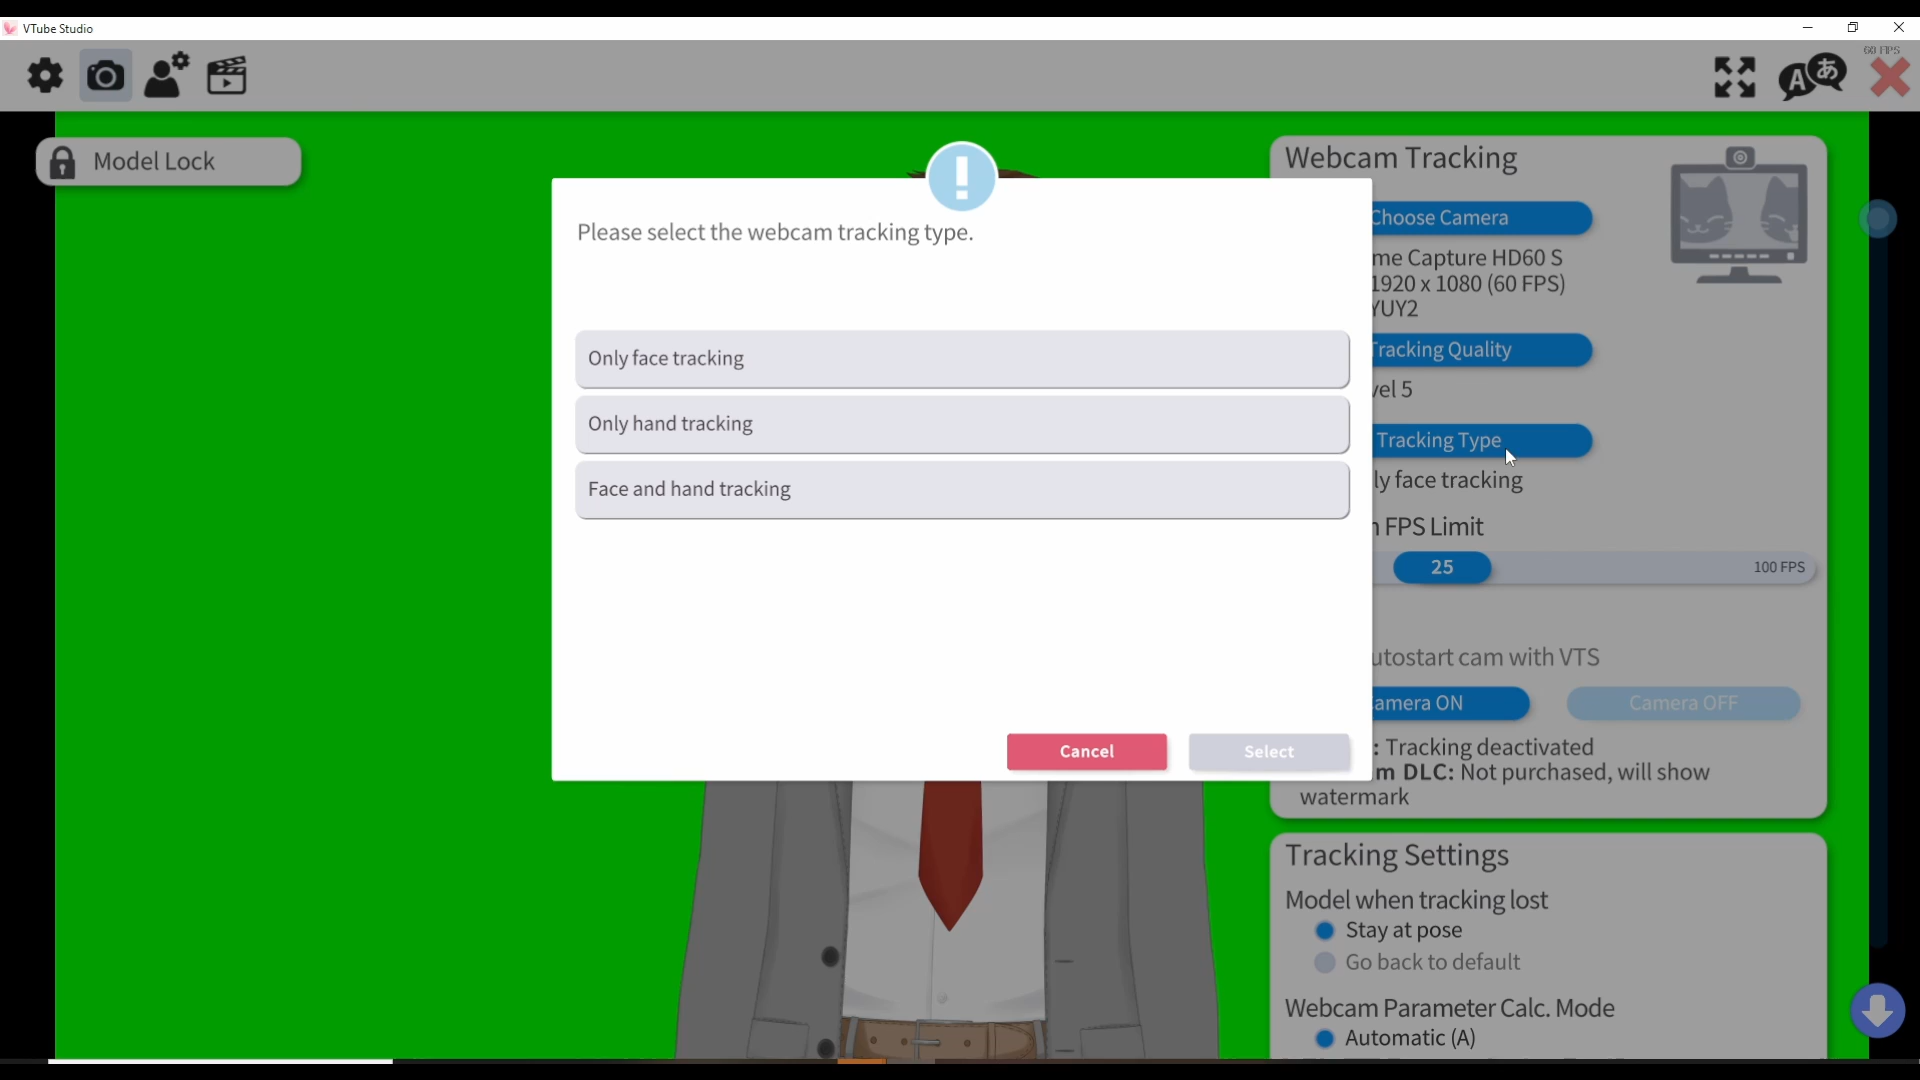 VTube Studio
60 FPS
A あ
Model Lock
Webcam Tracking
Please select the webcam tracking type.
Choose Camera
me Capture HD60 S
1920 x 1080 (60 FPS)
YUY2
Only face tracking
Tracking Quality
vel 5
Only hand tracking
Tracking Type
ly face tracking
Face and hand tracking
FPS Limit
25
100 FPS
utostart cam with VTS
amera ON
Camera OFF
Cancel
Select
: Tracking deactivated
m DLC: Not purchased, will show
watermark
Tracking Settings
Model when tracking lost
Stay at pose
Go back to default
Webcam Parameter Calc. Mode
Automatic (A)